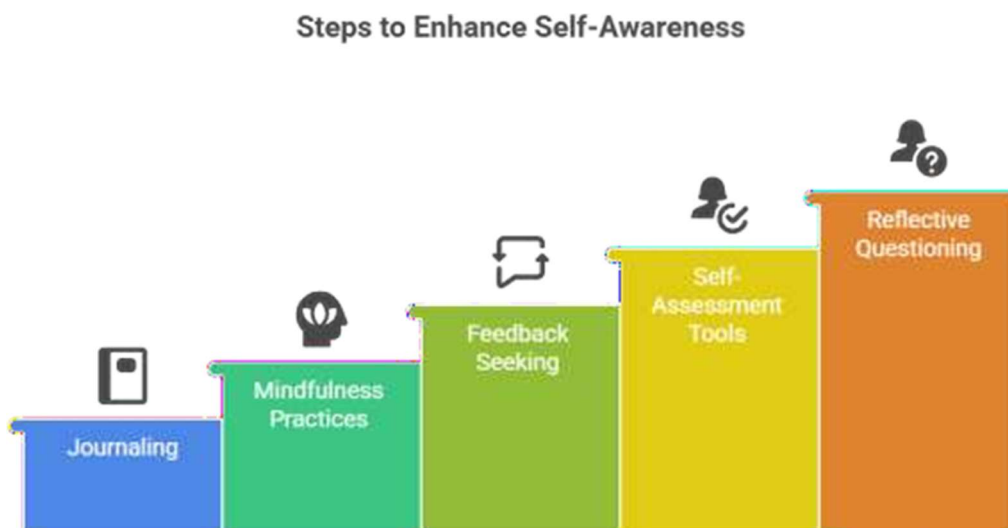 Steps to Enhance Self-Awareness
Journaling
Mindfulness
Practices
Feedback
Seeking
Self-
Assessment
Tools
Reflective
Questioning